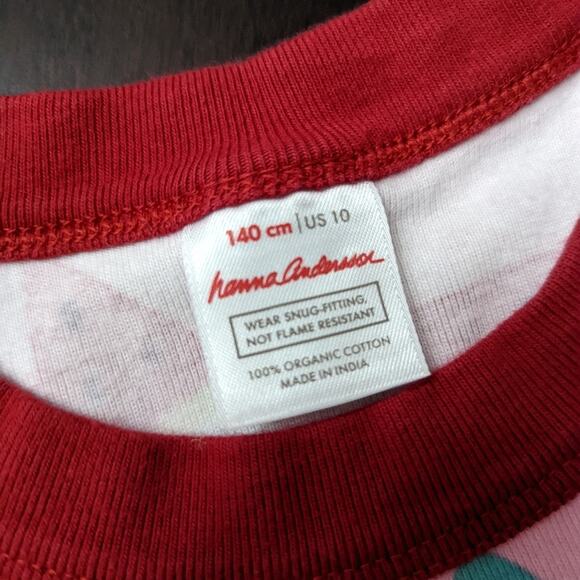 140 cm | US 10
hanna andersson
WEAR SNUG-FITTING,
NOT FLAME RESISTANT
100% ORGANIC COTTON
MADE IN INDIA